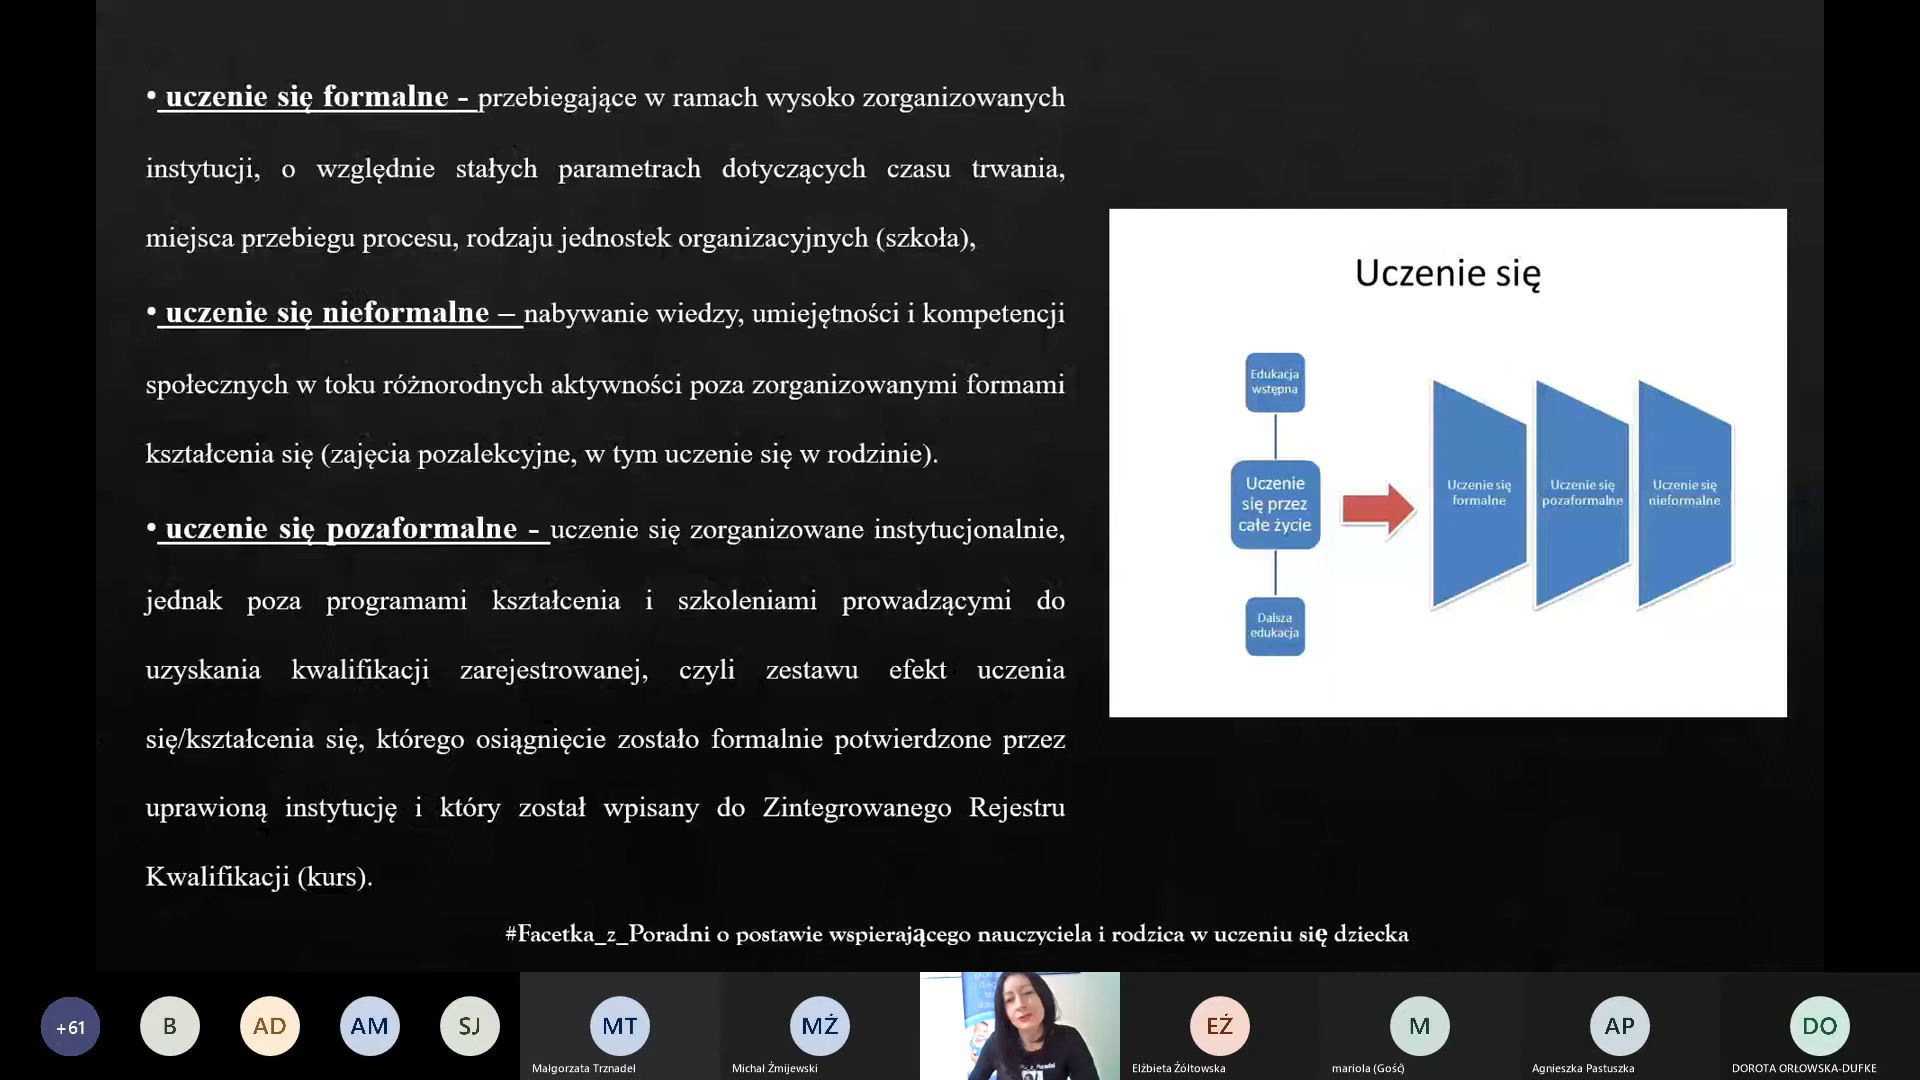 • uczenie się formalne - przebiegające w ramach wysoko zorganizowanych
instytucji, o względnie stałych parametrach dotyczących czasu trwania,
miejsca przebiegu procesu, rodzaju jednostek organizacyjnych (szkoła),
• uczenie się nieformalne – nabywanie wiedzy, umiejętności i kompetencji
społecznych w toku różnorodnych aktywności poza zorganizowanymi formami
kształcenia się (zajęcia pozalekcyjne, w tym uczenie się w rodzinie).
• uczenie się pozaformalne - uczenie się zorganizowane instytucjonalnie,
jednak poza programami kształcenia i szkoleniami prowadzącymi do
uzyskania kwalifikacji zarejestrowanej, czyli zestawu efekt uczenia
się/kształcenia się, którego osiągnięcie zostało formalnie potwierdzone przez
uprawioną instytucję i który został wpisany do Zintegrowanego Rejestru
Kwalifikacji (kurs).
Uczenie się
Edukacja
wstępna
Uczenie
się przez
całe życie
Dalsza
edukacja
Uczenie się
formalne
Uczenie się
pozaformalne
Uczenie się
nieformalne
#Facetka_z_Poradni o postawie wspierającego nauczyciela i rodzica w uczeniu się dziecka
+61
B
AD
AM
SJ
MT
Małgorzata Trznadel
MŻ
Michał Żmijewski
EŻ
Elżbieta Żółtowska
M
mariola (Gość)
AP
Agnieszka Pastuszka
DO
DOROTA ORŁOWSKA-DUFKE